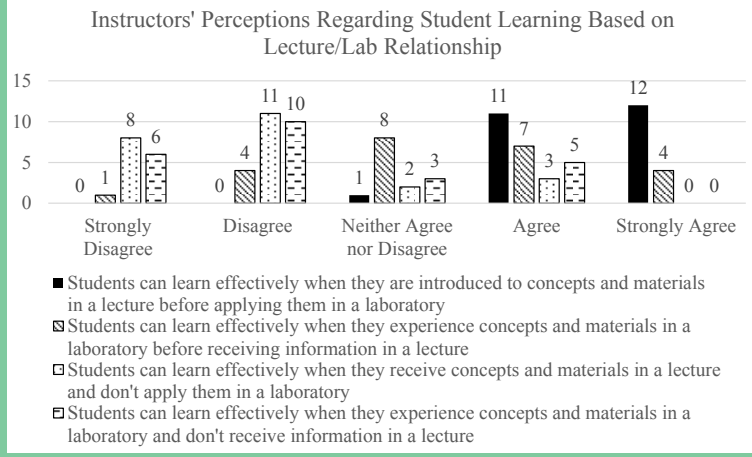 Instructors' Perceptions Regarding Student Learning Based on
Lecture/Lab Relationship
15
10
5
0
0 1 8 6
0 4 11 10
1 8 2 3
11 7 3 5
12 4 0 0
Strongly
Disagree
Disagree
Neither Agree
nor Disagree
Agree
Strongly Agree
Students can learn effectively when they are introduced to concepts and materials
in a lecture before applying them in a laboratory
Students can learn effectively when they experience concepts and materials in a
laboratory before receiving information in a lecture
Students can learn effectively when they receive concepts and materials in a lecture
and don't apply them in a laboratory
Students can learn effectively when they experience concepts and materials in a
laboratory and don't receive information in a lecture